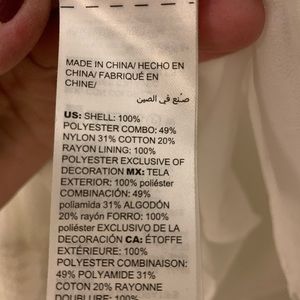 MADE IN CHINA/ HECHO EN
CHINA/ FABRIQUÉ EN
CHINE/
صنع في الصين
US: SHELL: 100%
POLYESTER COMBO: 49%
NYLON 31% COTTON 20%
RAYON LINING: 100%
POLYESTER EXCLUSIVE OF
DECORATION MX: TELA
EXTERIOR: 100% poliéster
COMBINACIÓN: 49%
poliamida 31% ALGODÓN
20% rayón FORRO: 100%
poliéster EXCLUSIVO DE LA
DECORACIÓN CA: ÉTOFFE
EXTÉRIEURE: 100%
POLYESTER COMBINAISON:
49% POLYAMIDE 31%
COTON 20% RAYONNE
DOUBLURE: 100%